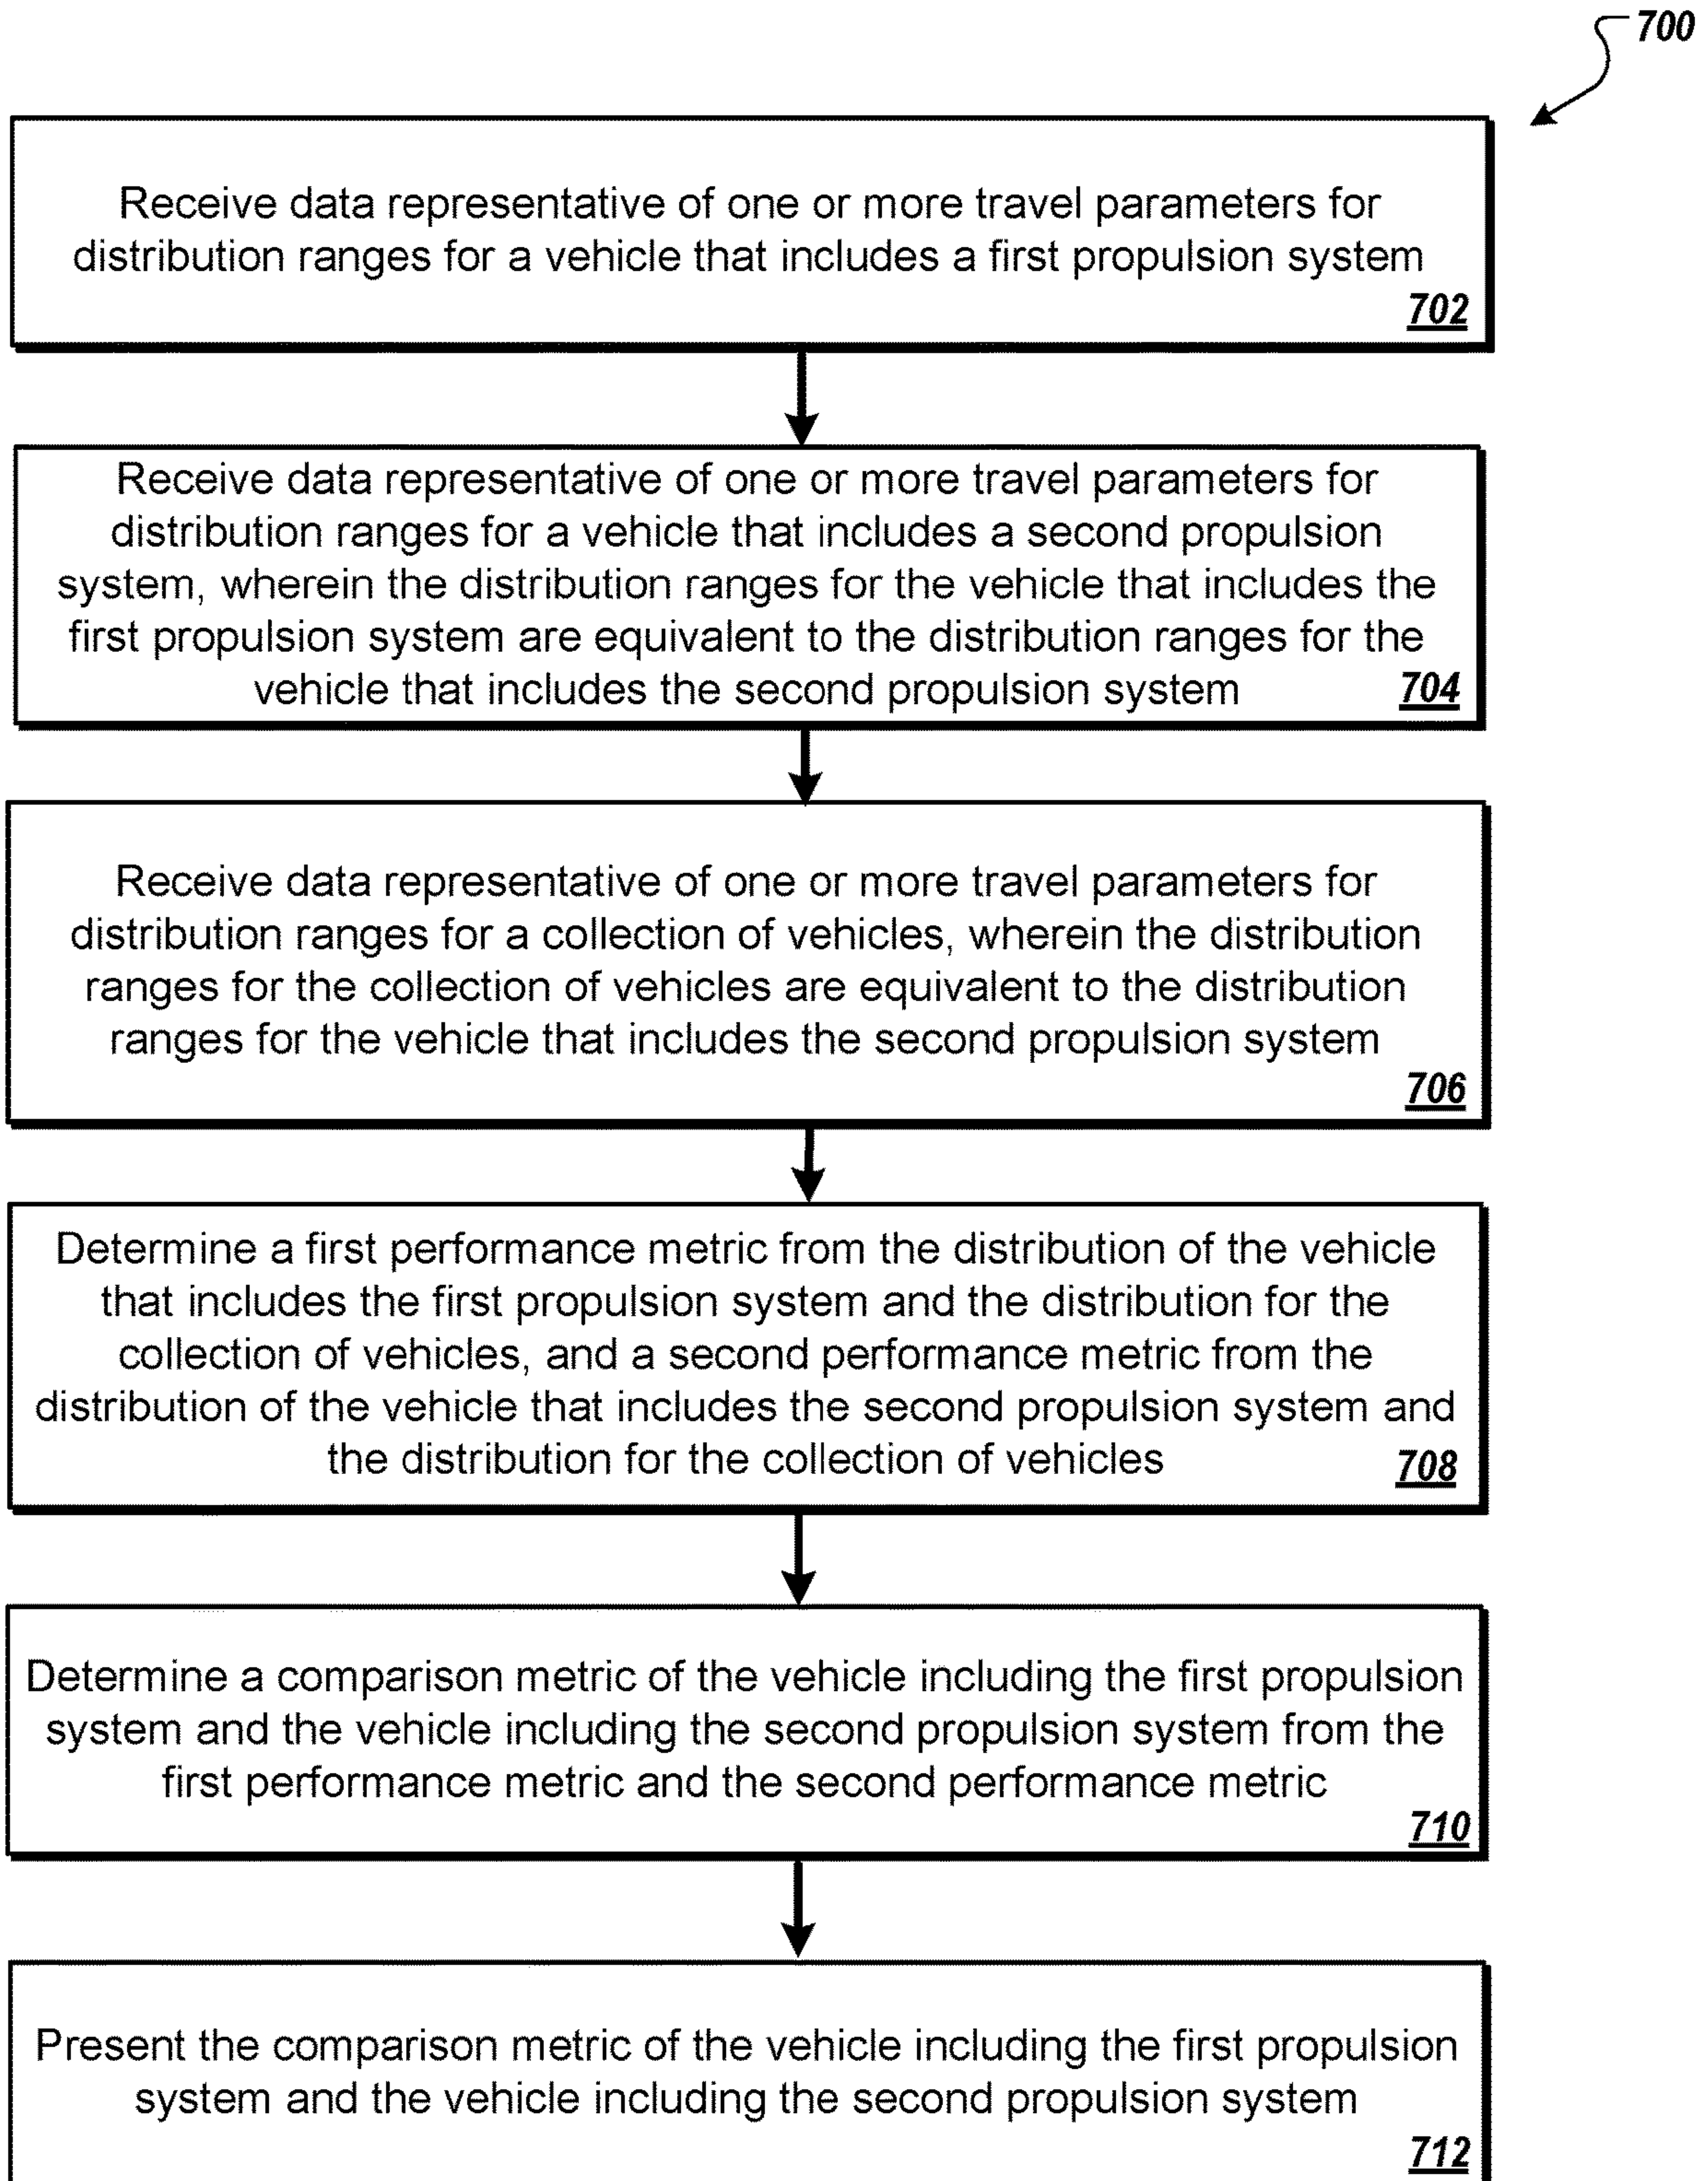 700
Receive data representative of one or more travel parameters for
distribution ranges for a vehicle that includes a first propulsion system
702
Receive data representative of one or more travel parameters for
distribution ranges for a vehicle that includes a second propulsion
system, wherein the distribution ranges for the vehicle that includes the
first propulsion system are equivalent to the distribution ranges for the
vehicle that includes the second propulsion system
704
Receive data representative of one or more travel parameters for
distribution ranges for a collection of vehicles, wherein the distribution
ranges for the collection of vehicles are equivalent to the distribution
ranges for the vehicle that includes the second propulsion system
706
Determine a first performance metric from the distribution of the vehicle
that includes the first propulsion system and the distribution for the
collection of vehicles, and a second performance metric from the
distribution of the vehicle that includes the second propulsion system and
the distribution for the collection of vehicles
708
Determine a comparison metric of the vehicle including the first propulsion
system and the vehicle including the second propulsion system from the
first performance metric and the second performance metric
710
Present the comparison metric of the vehicle including the first propulsion
system and the vehicle including the second propulsion system
712